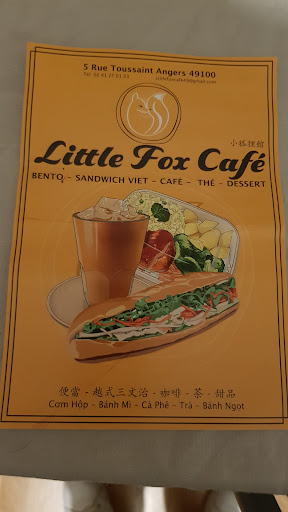 5 Rue Toussaint Angers 49100
小狐狸館
Little Fox Café
BENTO - SANDWICH VIET - CAFÉ - THÉ - DESSERT
便當 - 越式三文治 - 咖啡 - 茶 - 甜品
Cơm Hộp - Bánh Mì - Cà Phê - Trà - Bánh Ngọt